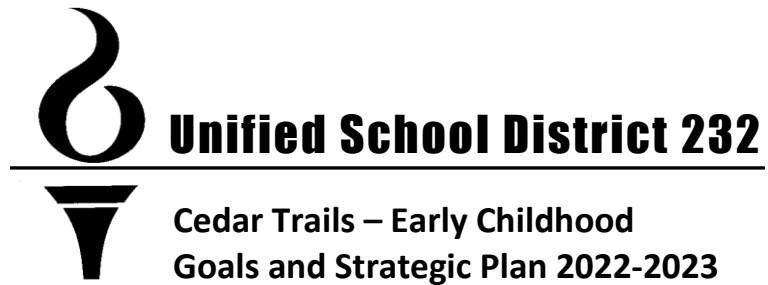 Unified School District 232
Cedar Trails – Early Childhood
Goals and Strategic Plan 2022-2023